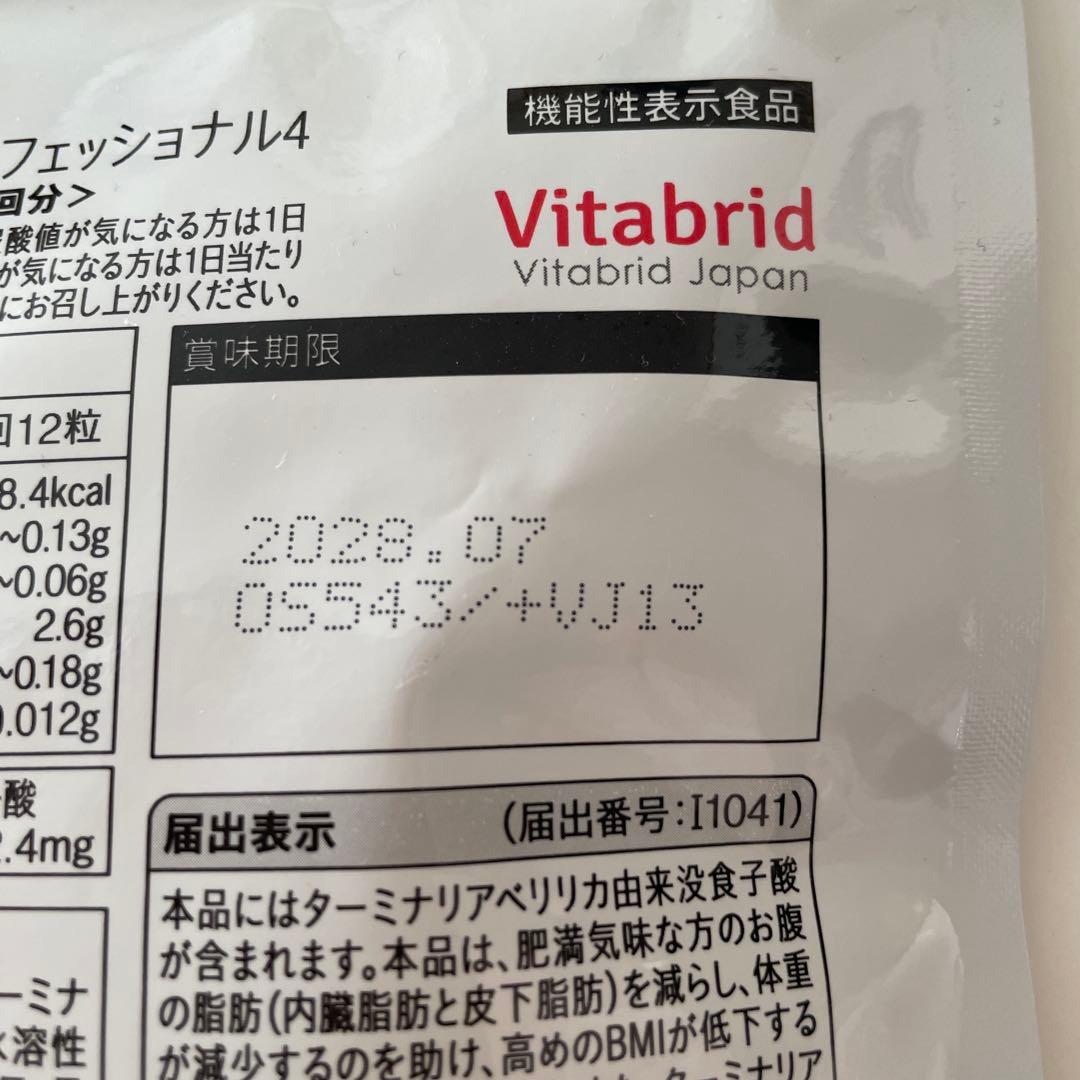 機能性表示食品
Vitabrid
Vitabrid Japan
フェッショナル4
回分>
酸値が気になる方は1日
が気になる方は1日当たり
にお召し上がりください。
回12粒
8.4kcal
~0.13g
~0.06g
2.6g
~0.18g
0.012g
酸
2.4mg
賞味期限
2028.07
0S543/+VJ13
届出表示
(届出番号:I1041)
本品にはターミナリアベリリカ由来没食子酸
が含まれます。本品は、肥満気味な方のお腹
の脂肪(内臓脂肪と皮下脂肪)を減らし、体重
が減少するのを助け、高めのBMIが低下する
ターミナリア
ーミナ
水溶性